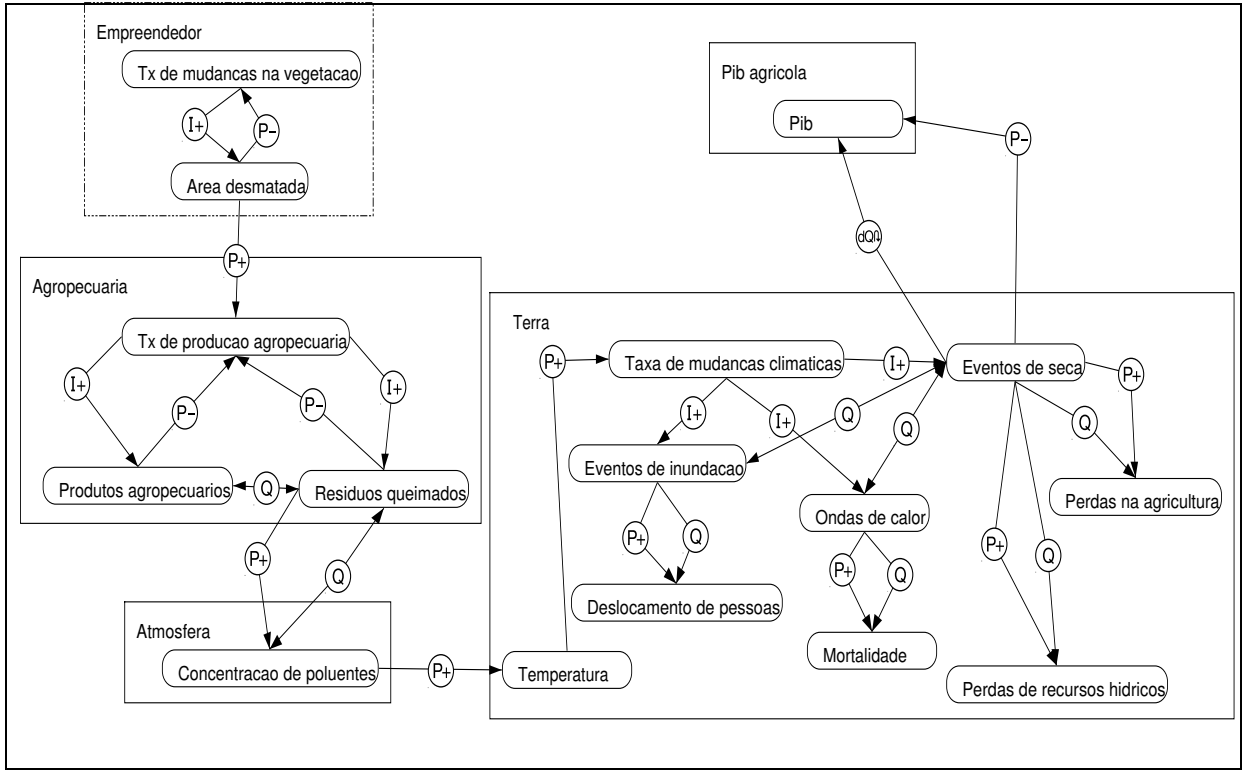 Empreendedor
Tx de mudancas na vegetacao
I+
P-
Area desmatada
P+
Agropecuaria
Tx de producao agropecuaria
I+
I+
P-
P-
Produtos agropecuarios
Q
Residuos queimados
P+
Q
Atmosfera
Concentracao de poluentes
P+
Pib agricola
Pib
P-
dQ
Terra
P+
Taxa de mudancas climaticas
I+
Eventos de seca
P+
I+
I+
Q
Q
Q
Eventos de inundacao
Perdas na agricultura
Ondas de calor
P+
Q
P+
Q
P+
Q
Deslocamento de pessoas
Mortalidade
Temperatura
Perdas de recursos hidricos